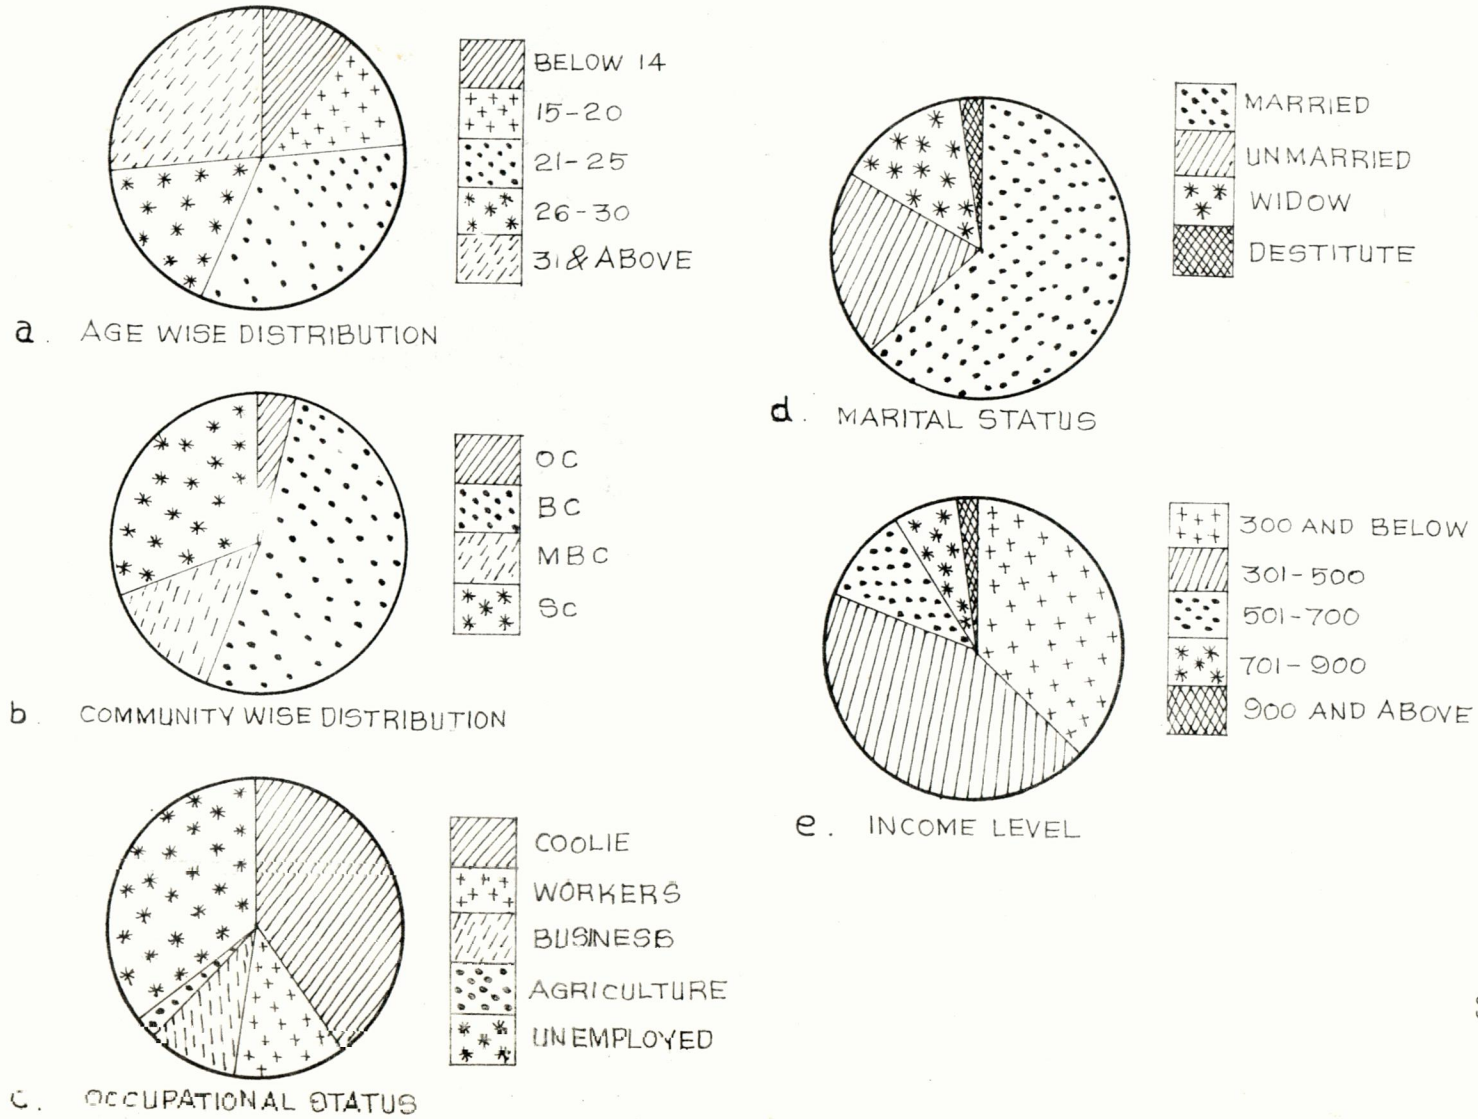 BELOW 14
15-20
21-25
26-30
31 & ABOVE
a. AGE WISE DISTRIBUTION
OC
BC
MBC
SC
b. COMMUNITY WISE DISTRIBUTION
COOLIE
WORKERS
BUSINESS
AGRICULTURE
UNEMPLOYED
c. OCCUPATIONAL STATUS
MARRIED
UNMARRIED
WIDOW
DESTITUTE
d. MARITAL STATUS
300 AND BELOW
301-500
501-700
701-900
900 AND ABOVE
e. INCOME LEVEL